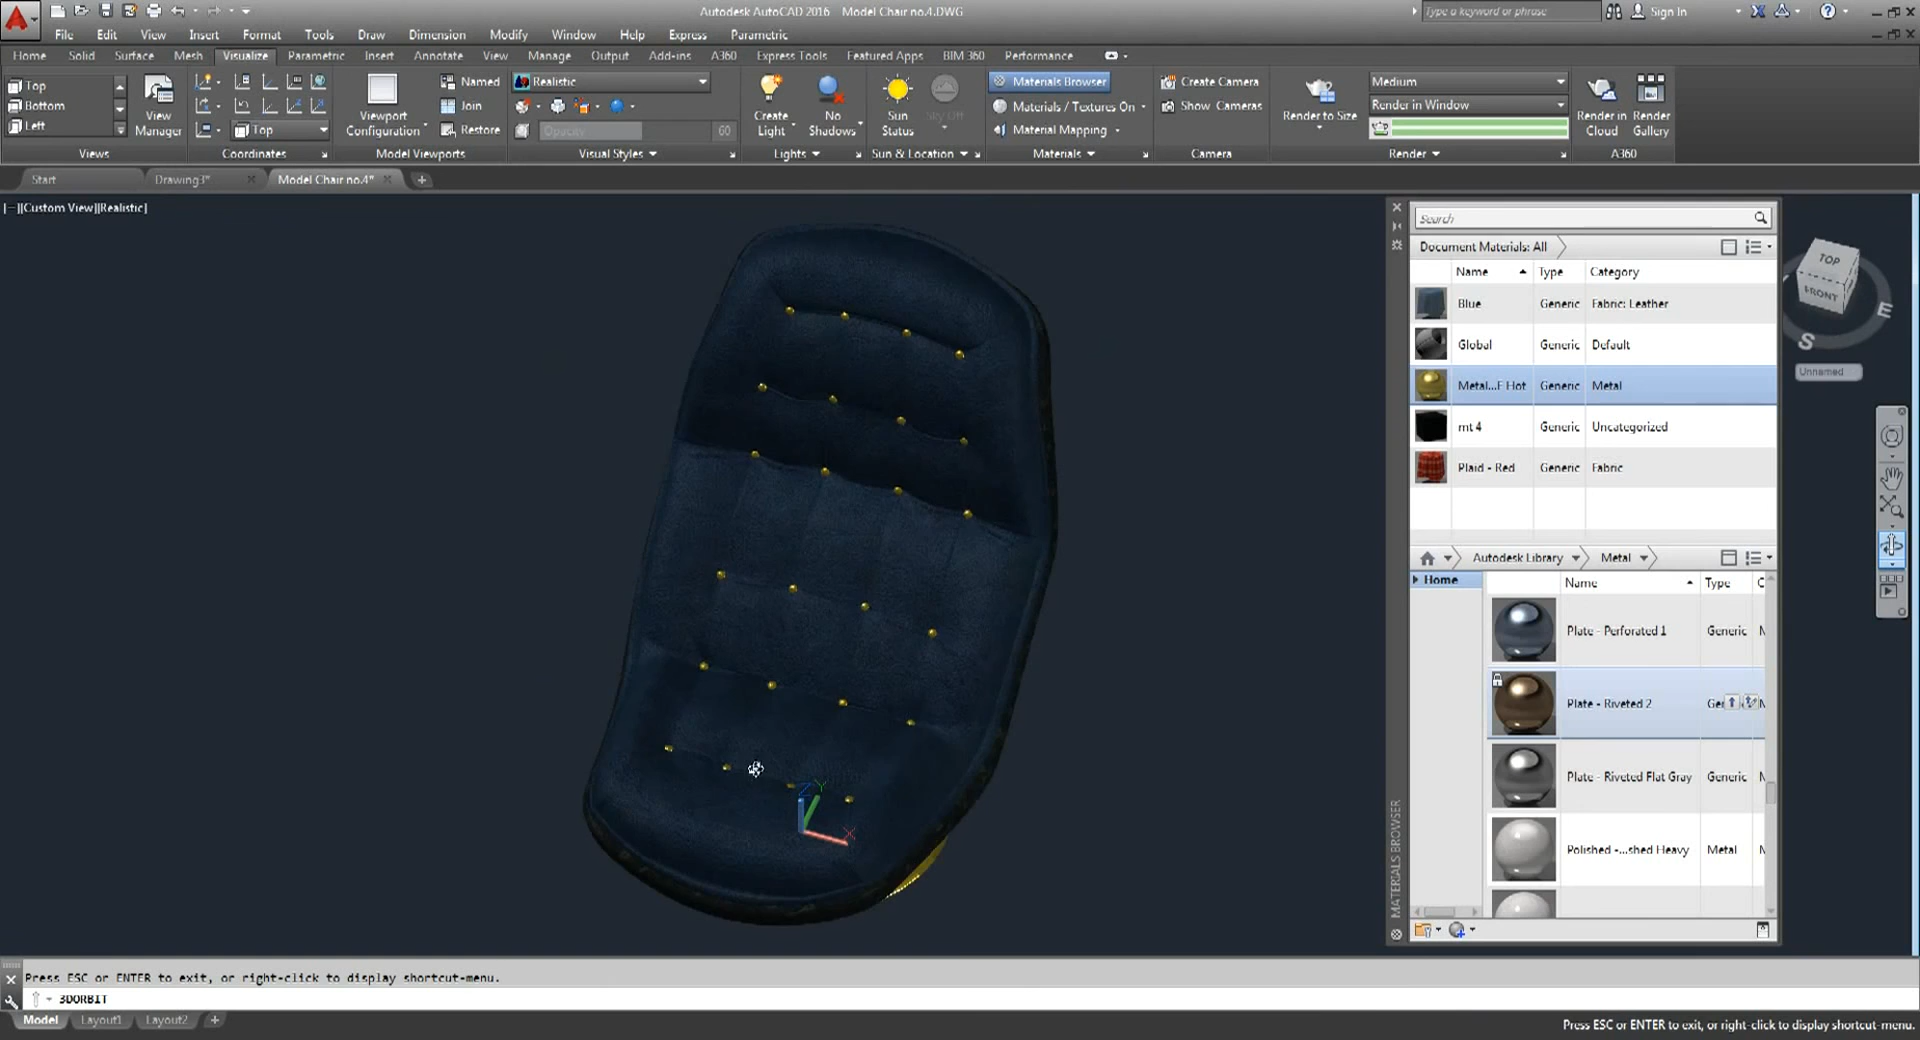 Autodesk AutoCAD 2016 Model Chair no.4.DWG
Type a keyword or phrase
Sign In
File Edit View Insert Format Tools Draw Dimension Modify Window Help Express Parametric
Home Solid Surface Mesh Visualize Parametric Insert Annotate View Manage Output Add-ins A360 Express Tools Featured Apps BIM 360 Performance
Top
Bottom
Left
View Manager
Views
Top
Coordinates
Viewport Configuration
Named
Join
Restore
Model Viewports
Realistic
Opacity 60
Visual Styles
Create Light
No Shadows
Lights
Sun Status
Sky Off
Sun & Location
Materials Browser
Materials / Textures On
Material Mapping
Materials
Create Camera
Show Cameras
Camera
Render to Size
Medium
Render in Window
Render
Render in Cloud
Render Gallery
A360
Start Drawing3* Model Chair no.4*
[–][Custom View][Realistic]
Search
Document Materials: All
Name Type Category
Blue Generic Fabric: Leather
Global Generic Default
Metal...F Hot Generic Metal
mt 4 Generic Uncategorized
Plaid - Red Generic Fabric
Autodesk Library Metal
Home
Name Type C
Plate - Perforated 1 Generic
Plate - Riveted 2
Plate - Riveted Flat Gray Generic
Polished -...shed Heavy Metal
MATERIALS BROWSER
TOP
FRONT
E
S
Unnamed
Z Y X
Press ESC or ENTER to exit, or right-click to display shortcut-menu.
3DORBIT
Model Layout1 Layout2
Press ESC or ENTER to exit, or right-click to display shortcut-menu.